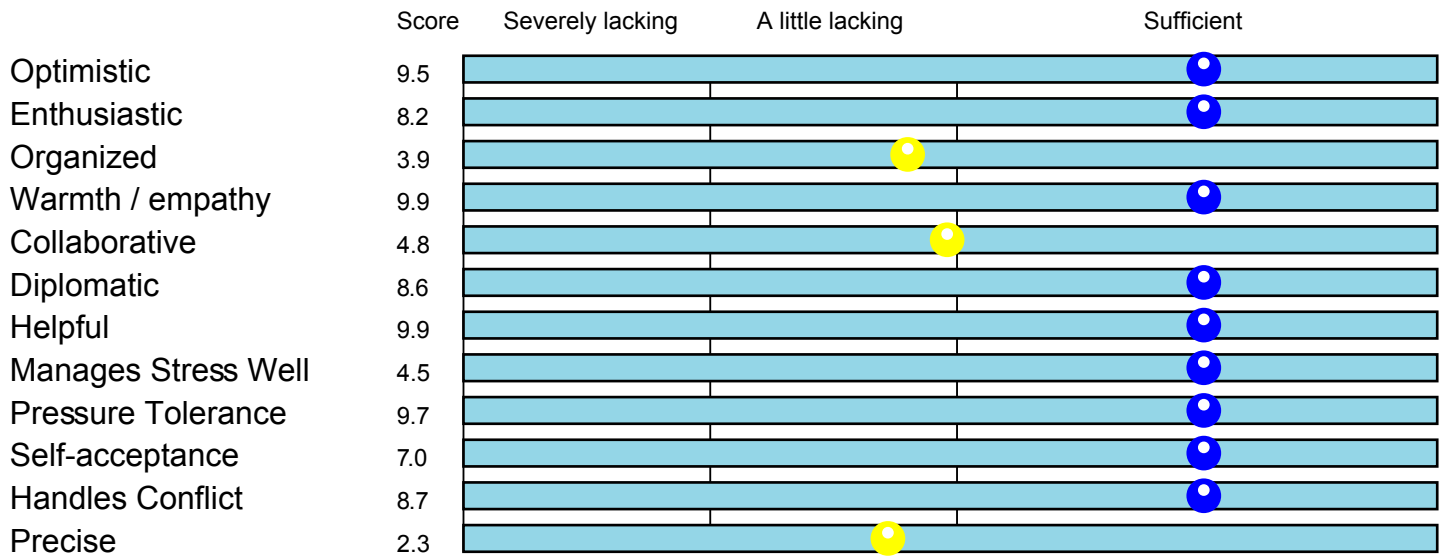 Score Severely lacking A little lacking Sufficient
Optimistic 9.5
Enthusiastic 8.2
Organized 3.9
Warmth / empathy 9.9
Collaborative 4.8
Diplomatic 8.6
Helpful 9.9
Manages Stress Well 4.5
Pressure Tolerance 9.7
Self-acceptance 7.0
Handles Conflict 8.7
Precise 2.3